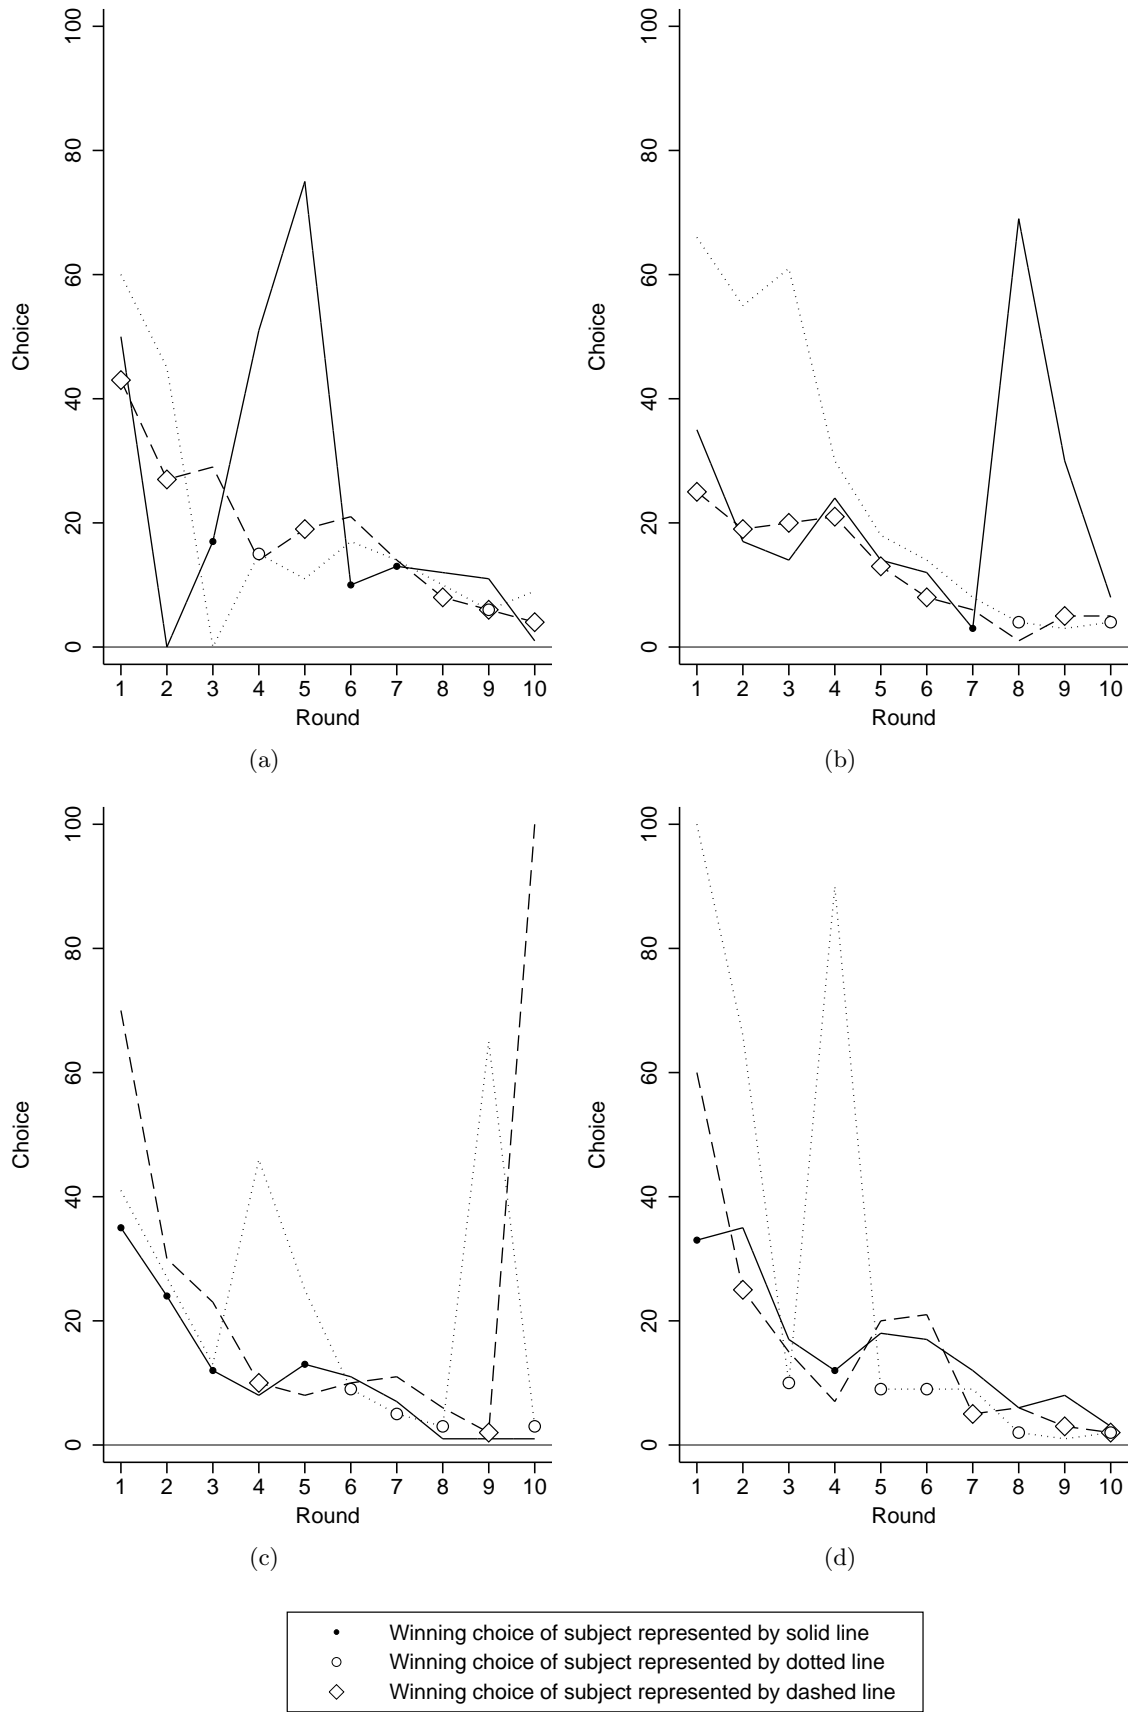 100
80
60
40
20
0
Choice
1 2 3 4 5 6 7 8 9 10
Round
(a)
100
80
60
40
20
0
Choice
1 2 3 4 5 6 7 8 9 10
Round
(b)
100
80
60
40
20
0
Choice
1 2 3 4 5 6 7 8 9 10
Round
(c)
100
80
60
40
20
0
Choice
1 2 3 4 5 6 7 8 9 10
Round
(d)
Winning choice of subject represented by solid line
Winning choice of subject represented by dotted line
Winning choice of subject represented by dashed line